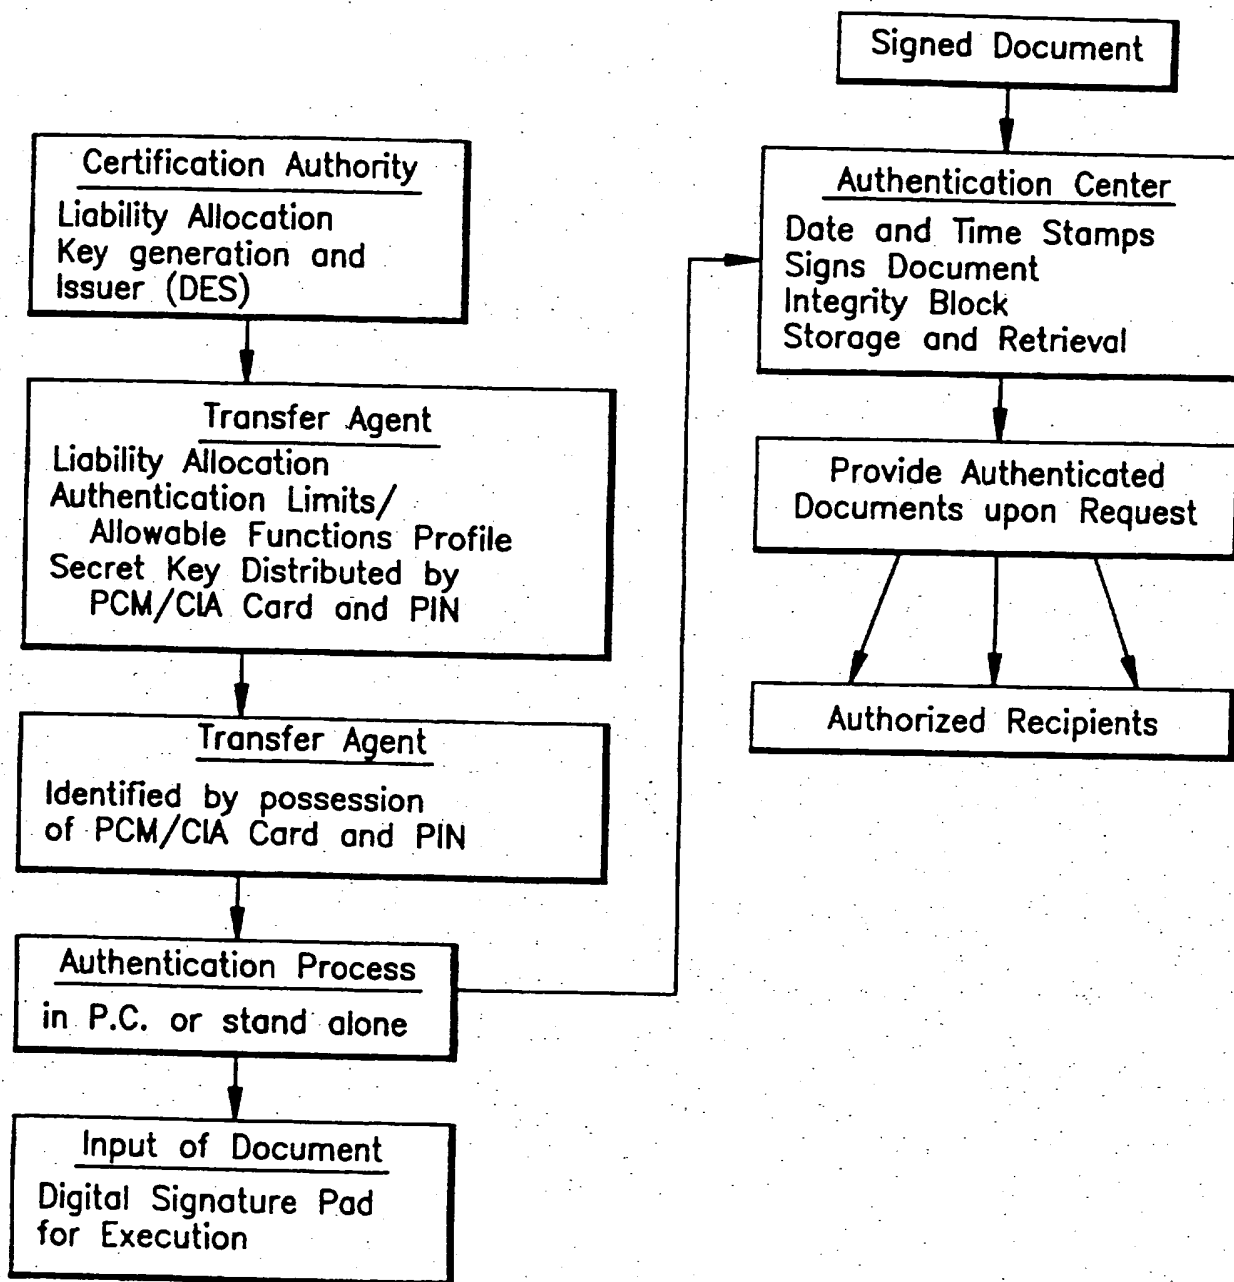 Certification Authority
Liability Allocation
Key generation and
Issuer (DES)
Transfer Agent
Liability Allocation
Authentication Limits/
Allowable Functions Profile
Secret Key Distributed by
PCM/CIA Card and PIN
Transfer Agent
Identified by possession
of PCM/CIA Card and PIN
Authentication Process
in P.C. or stand alone
Input of Document
Digital Signature Pad
for Execution
Signed Document
Authentication Center
Date and Time Stamps
Signs Document
Integrity Block
Storage and Retrieval
Provide Authenticated
Documents upon Request
Authorized Recipients